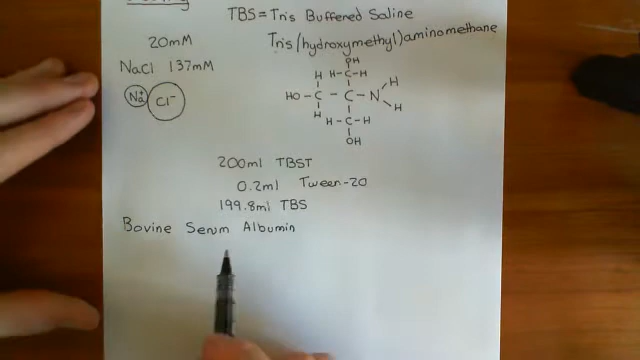 TBS = Tris Buffered Saline
20mM
Tris(hydroxymethyl)aminomethane
NaCl 137mM
Na+ Cl-
OH
H H-C-H H
HO-C-C-N
H H
H-C-H
OH
200ml TBST
0.2ml Tween-20
199.8ml TBS
Bovine Serum Albumin